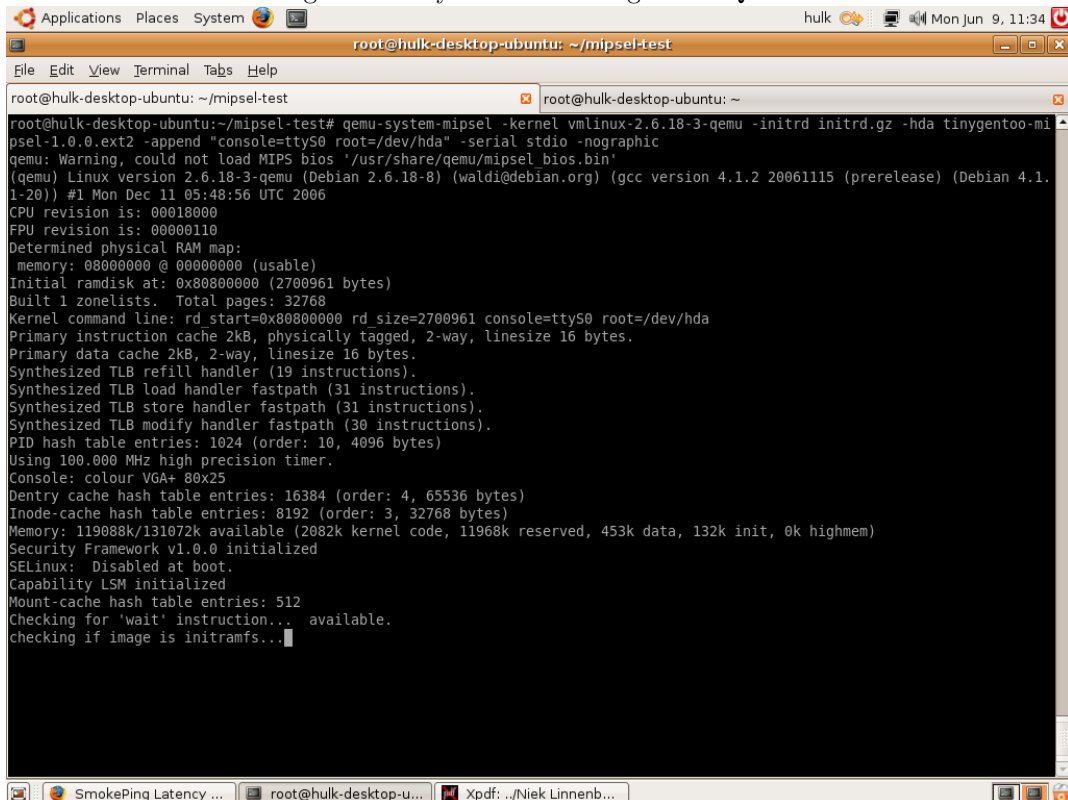 Applications Places System hulk Mon Jun 9, 11:34
root@hulk-desktop-ubuntu: ~/mipsel-test
File Edit View Terminal Tabs Help
root@hulk-desktop-ubuntu: ~/mipsel-test root@hulk-desktop-ubuntu: ~
root@hulk-desktop-ubuntu:~/mipsel-test# qemu-system-mipsel -kernel vmlinux-2.6.18-3-qemu -initrd initrd.gz -hda tinygentoo-mi
psel-1.0.0.ext2 -append "console=ttyS0 root=/dev/hda" -serial stdio -nographic
qemu: Warning, could not load MIPS bios '/usr/share/qemu/mipsel_bios.bin'
(qemu) Linux version 2.6.18-3-qemu (Debian 2.6.18-8) (waldi@debian.org) (gcc version 4.1.2 20061115 (prerelease) (Debian 4.1.
1-20)) #1 Mon Dec 11 05:48:56 UTC 2006
CPU revision is: 00018000
FPU revision is: 00000110
Determined physical RAM map:
memory: 08000000 @ 00000000 (usable)
Initial ramdisk at: 0x80800000 (2700961 bytes)
Built 1 zonelists.  Total pages: 32768
Kernel command line: rd_start=0x80800000 rd_size=2700961 console=ttyS0 root=/dev/hda
Primary instruction cache 2kB, physically tagged, 2-way, linesize 16 bytes.
Primary data cache 2kB, 2-way, linesize 16 bytes.
Synthesized TLB refill handler (19 instructions).
Synthesized TLB load handler fastpath (31 instructions).
Synthesized TLB store handler fastpath (31 instructions).
Synthesized TLB modify handler fastpath (30 instructions).
PID hash table entries: 1024 (order: 10, 4096 bytes)
Using 100.000 MHz high precision timer.
Console: colour VGA+ 80x25
Dentry cache hash table entries: 16384 (order: 4, 65536 bytes)
Inode-cache hash table entries: 8192 (order: 3, 32768 bytes)
Memory: 119088k/131072k available (2082k kernel code, 11968k reserved, 453k data, 132k init, 0k highmem)
Security Framework v1.0.0 initialized
SELinux:  Disabled at boot.
Capability LSM initialized
Mount-cache hash table entries: 512
Checking for 'wait' instruction...  available.
checking if image is initramfs...
SmokePing Latency ... root@hulk-desktop-u... Xpdf: ../Niek Linnenb...